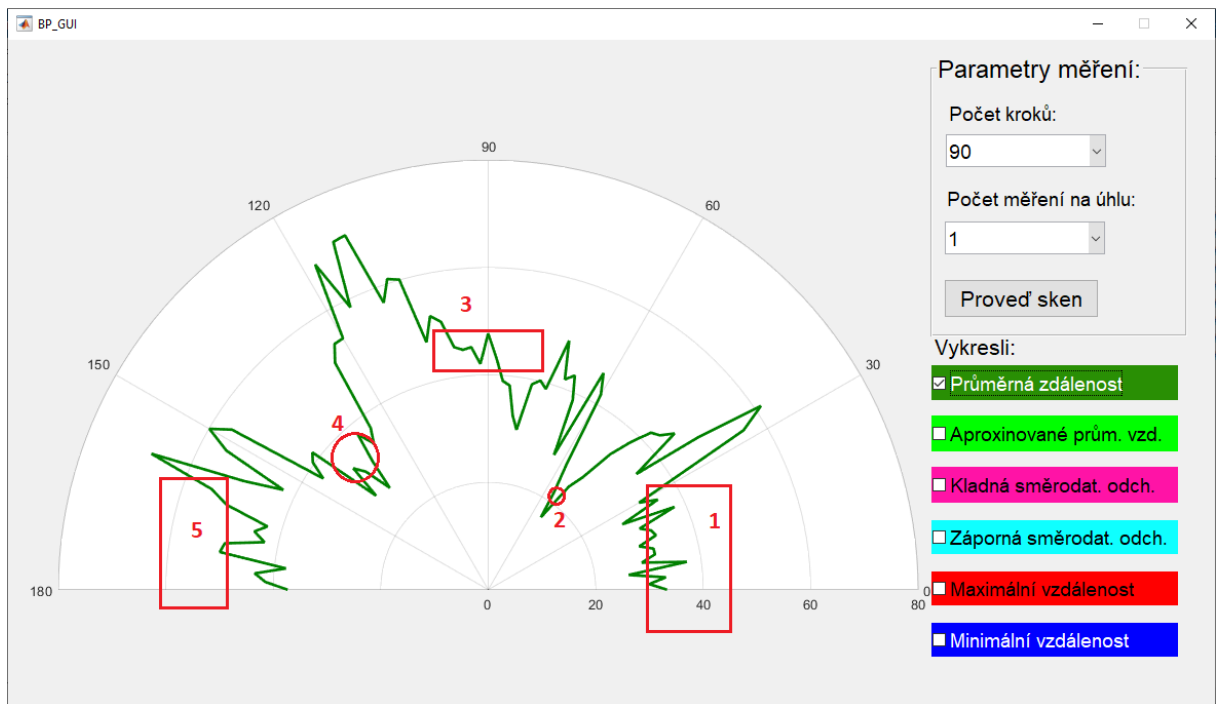 BP_GUI
Parametry měření:
Počet kroků:
90
Počet měření na úhlu:
1
Proveď sken
Vykresli:
Průměrná zdálenost
Aproxinované prům. vzd.
Kladná směrodat. odch.
Záporná směrodat. odch.
Maximální vzdálenost
Minimální vzdálenost
90
120
60
150
30
180
0
0
20
40
60
80
3
4
5
2
1